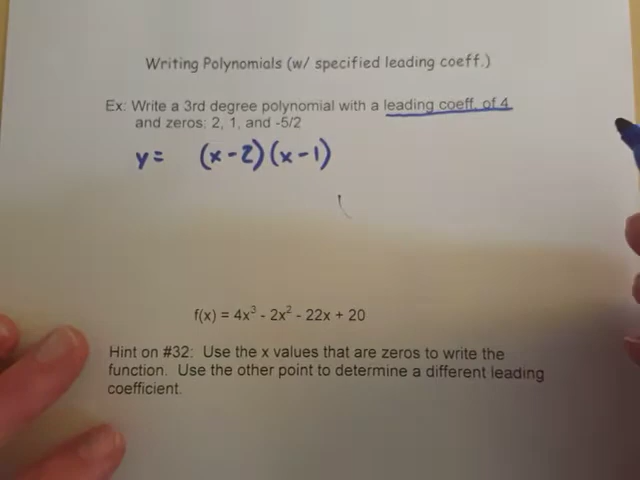 Writing Polynomials (w/ specified leading coeff.)
Ex: Write a 3rd degree polynomial with a leading coeff. of 4
and zeros: 2, 1, and -5/2
y = (x - 2)(x - 1)
f(x) = 4x³ - 2x² - 22x + 20
Hint on #32: Use the x values that are zeros to write the
function. Use the other point to determine a different leading
coefficient.